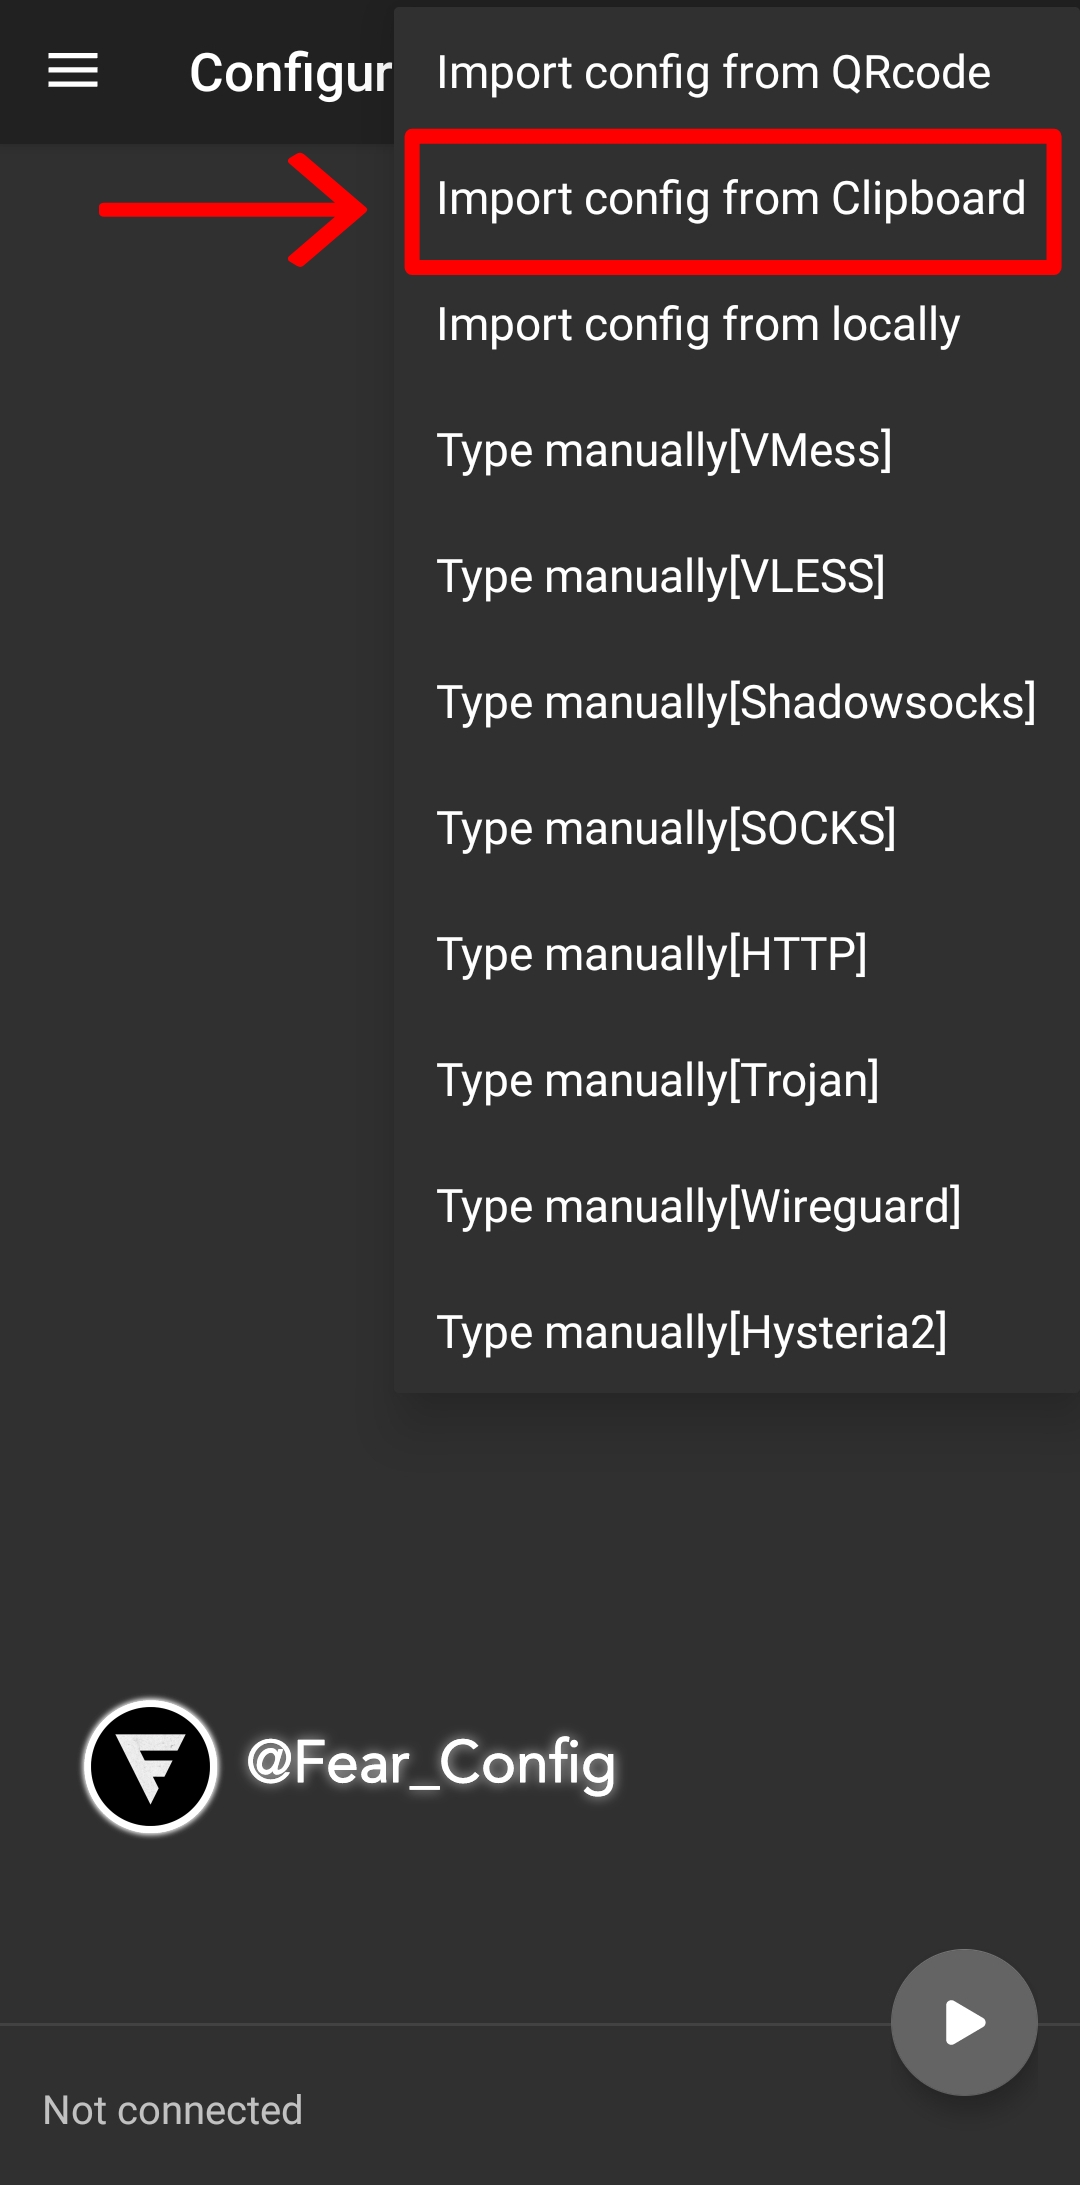 Configur
Import config from QRcode
Import config from Clipboard
Import config from locally
Type manually[VMess]
Type manually[VLESS]
Type manually[Shadowsocks]
Type manually[SOCKS]
Type manually[HTTP]
Type manually[Trojan]
Type manually[Wireguard]
Type manually[Hysteria2]
@Fear_Config
Not connected